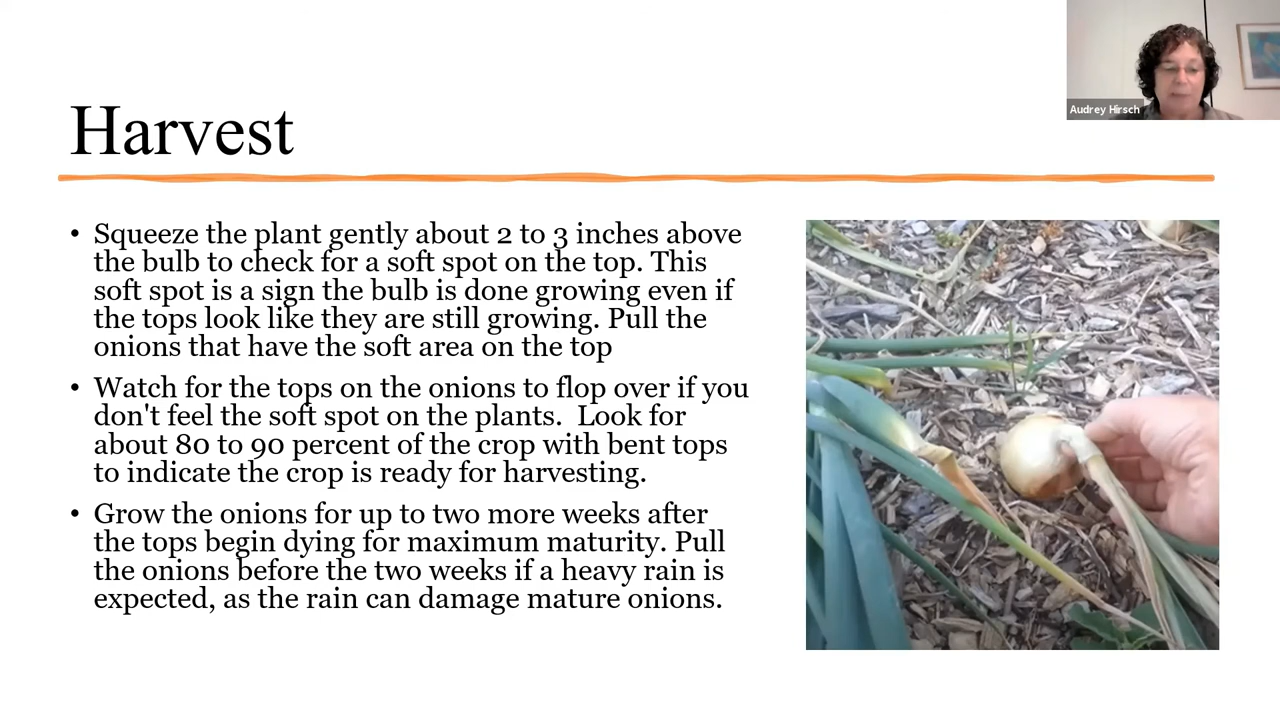 Audrey Hirsch
Harvest
• Squeeze the plant gently about 2 to 3 inches above
the bulb to check for a soft spot on the top. This
soft spot is a sign the bulb is done growing even if
the tops look like they are still growing. Pull the
onions that have the soft area on the top
• Watch for the tops on the onions to flop over if you
don't feel the soft spot on the plants.  Look for
about 80 to 90 percent of the crop with bent tops
to indicate the crop is ready for harvesting.
• Grow the onions for up to two more weeks after
the tops begin dying for maximum maturity. Pull
the onions before the two weeks if a heavy rain is
expected, as the rain can damage mature onions.